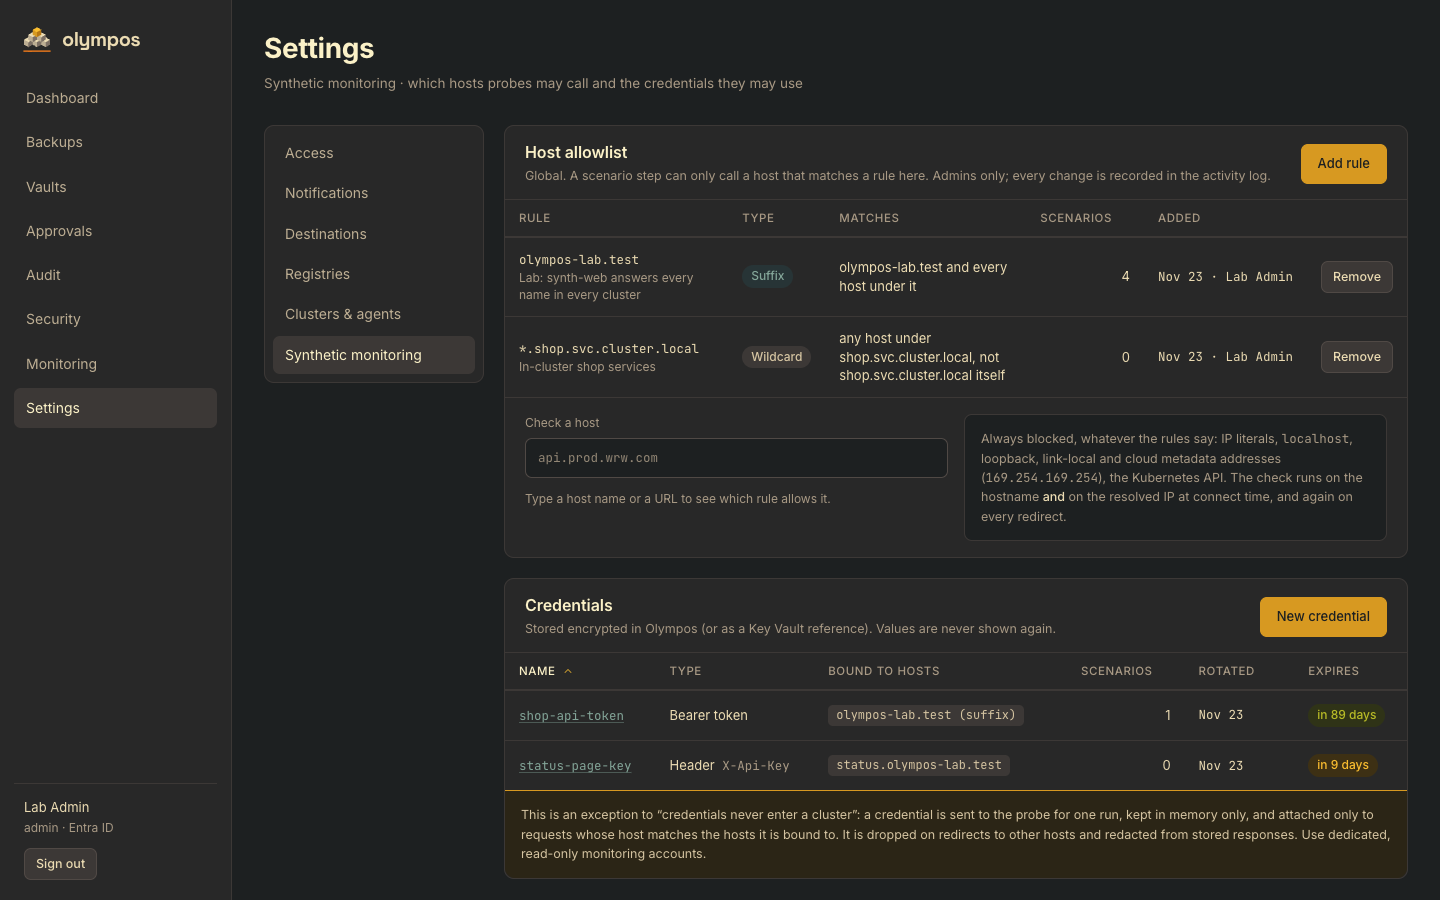 olympos
Dashboard
Backups
Vaults
Approvals
Audit
Security
Monitoring
Settings
Lab Admin
admin · Entra ID
Sign out
Settings
Synthetic monitoring · which hosts probes may call and the credentials they may use
Access
Notifications
Destinations
Registries
Clusters & agents
Synthetic monitoring
Host allowlist
Global. A scenario step can only call a host that matches a rule here. Admins only; every change is recorded in the activity log.
Add rule
RULE TYPE MATCHES SCENARIOS ADDED
olympos-lab.test
Lab: synth-web answers every
name in every cluster
Suffix
olympos-lab.test and every
host under it
4
Nov 23 · Lab Admin
Remove
*.shop.svc.cluster.local
In-cluster shop services
Wildcard
any host under
shop.svc.cluster.local, not
shop.svc.cluster.local itself
0
Nov 23 · Lab Admin
Remove
Check a host
api.prod.wrw.com
Type a host name or a URL to see which rule allows it.
Always blocked, whatever the rules say: IP literals, localhost,
loopback, link-local and cloud metadata addresses
(169.254.169.254), the Kubernetes API. The check runs on the
hostname and on the resolved IP at connect time, and again on
every redirect.
Credentials
Stored encrypted in Olympos (or as a Key Vault reference). Values are never shown again.
New credential
NAME TYPE BOUND TO HOSTS SCENARIOS ROTATED EXPIRES
shop-api-token Bearer token olympos-lab.test (suffix) 1 Nov 23 in 89 days
status-page-key Header X-Api-Key status.olympos-lab.test 0 Nov 23 in 9 days
This is an exception to “credentials never enter a cluster”: a credential is sent to the probe for one run, kept in memory only, and attached only to
requests whose host matches the hosts it is bound to. It is dropped on redirects to other hosts and redacted from stored responses. Use dedicated,
read-only monitoring accounts.